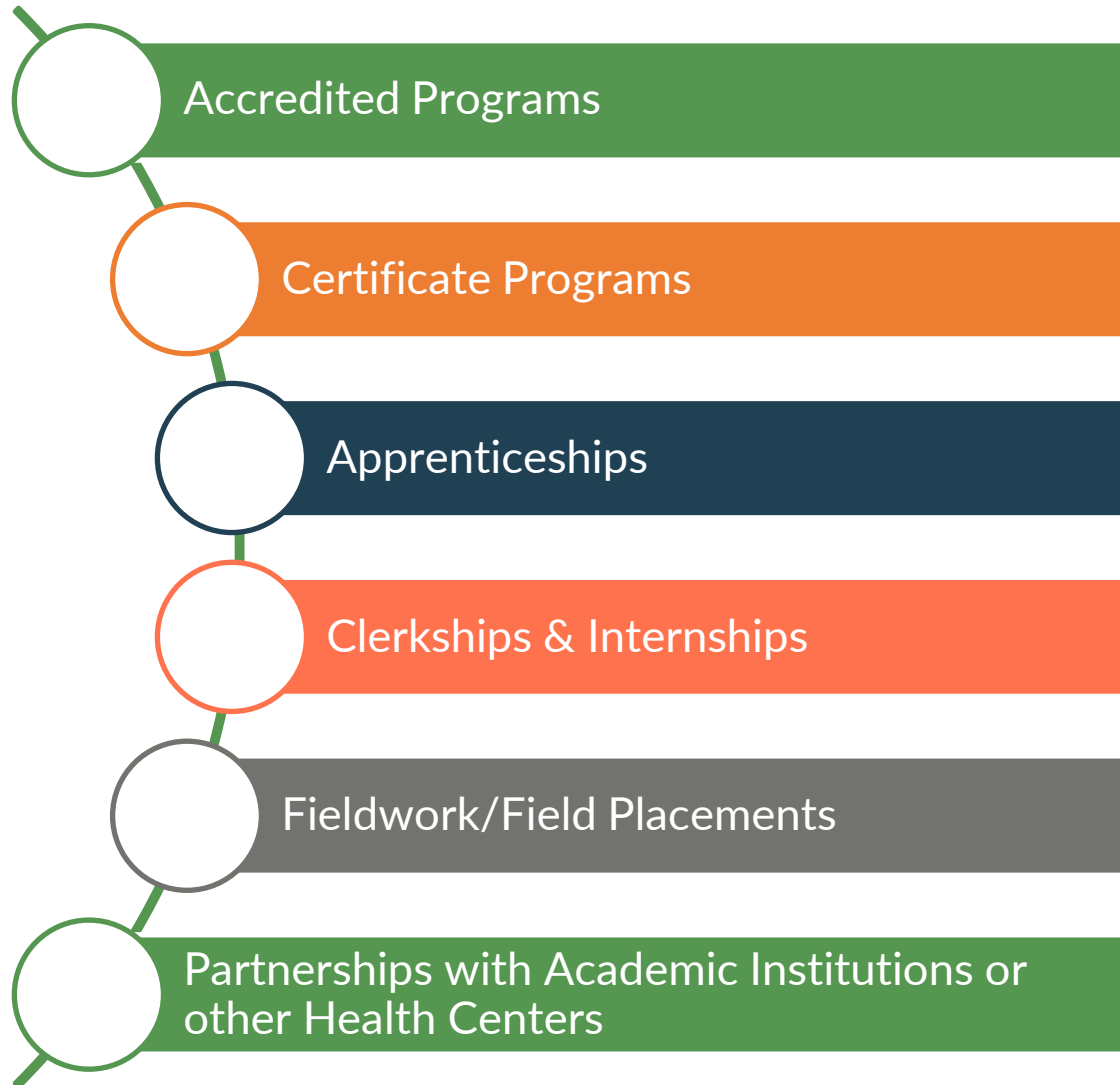 Accredited Programs
Certificate Programs
Apprenticeships
Clerkships & Internships
Fieldwork/Field Placements
Partnerships with Academic Institutions or
other Health Centers